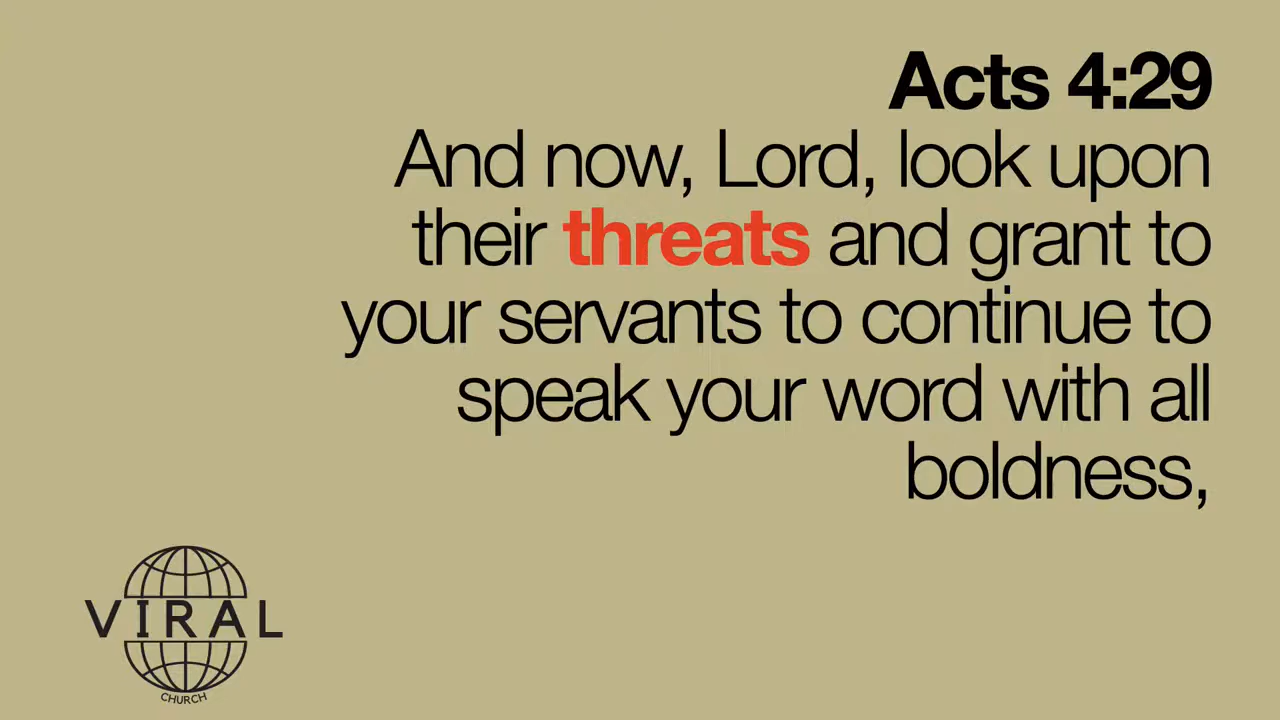 Acts 4:29
And now, Lord, look upon
their threats and grant to
your servants to continue to
speak your word with all
boldness,
VIRAL
CHURCH